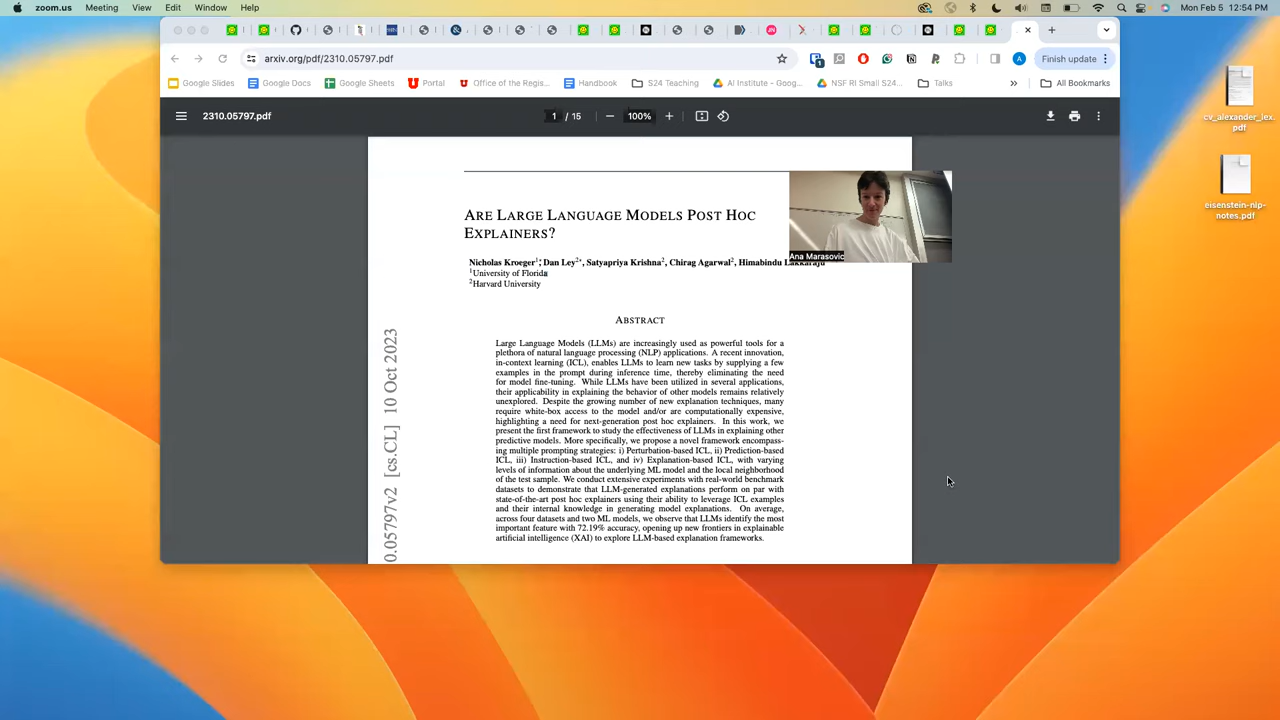 zoom.us Meeting View Edit Window Help Mon Feb 5 12:54 PM
arxiv.org/pdf/2310.05797.pdf Finish update
Google Slides Google Docs Google Sheets Portal Office of the Regis... Handbook S24 Teaching AI Institute – Goog... NSF RI Small S24... Talks » All Bookmarks
2310.05797.pdf 1 / 15 100%
cv_alexander_lex.
pdf
eisenstein-nlp-
notes.pdf
ARE LARGE LANGUAGE MODELS POST HOC
EXPLAINERS?
Ana Marasovic
Nicholas Kroeger1*, Dan Ley2*, Satyapriya Krishna2, Chirag Agarwal2, Himabindu Lakkaraju
1University of Florida
2Harvard University
ABSTRACT
Large Language Models (LLMs) are increasingly used as powerful tools for a
plethora of natural language processing (NLP) applications. A recent innovation,
in-context learning (ICL), enables LLMs to learn new tasks by supplying a few
examples in the prompt during inference time, thereby eliminating the need
for model fine-tuning. While LLMs have been utilized in several applications,
their applicability in explaining the behavior of other models remains relatively
unexplored. Despite the growing number of new explanation techniques, many
require white-box access to the model and/or are computationally expensive,
highlighting a need for next-generation post hoc explainers. In this work, we
present the first framework to study the effectiveness of LLMs in explaining other
predictive models. More specifically, we propose a novel framework encompass-
ing multiple prompting strategies: i) Perturbation-based ICL, ii) Prediction-based
ICL, iii) Instruction-based ICL, and iv) Explanation-based ICL, with varying
levels of information about the underlying ML model and the local neighborhood
of the test sample. We conduct extensive experiments with real-world benchmark
datasets to demonstrate that LLM-generated explanations perform on par with
state-of-the-art post hoc explainers using their ability to leverage ICL examples
and their internal knowledge in generating model explanations. On average,
across four datasets and two ML models, we observe that LLMs identify the most
important feature with 72.19% accuracy, opening up new frontiers in explainable
artificial intelligence (XAI) to explore LLM-based explanation frameworks.
0.05797v2 [cs.CL] 10 Oct 2023